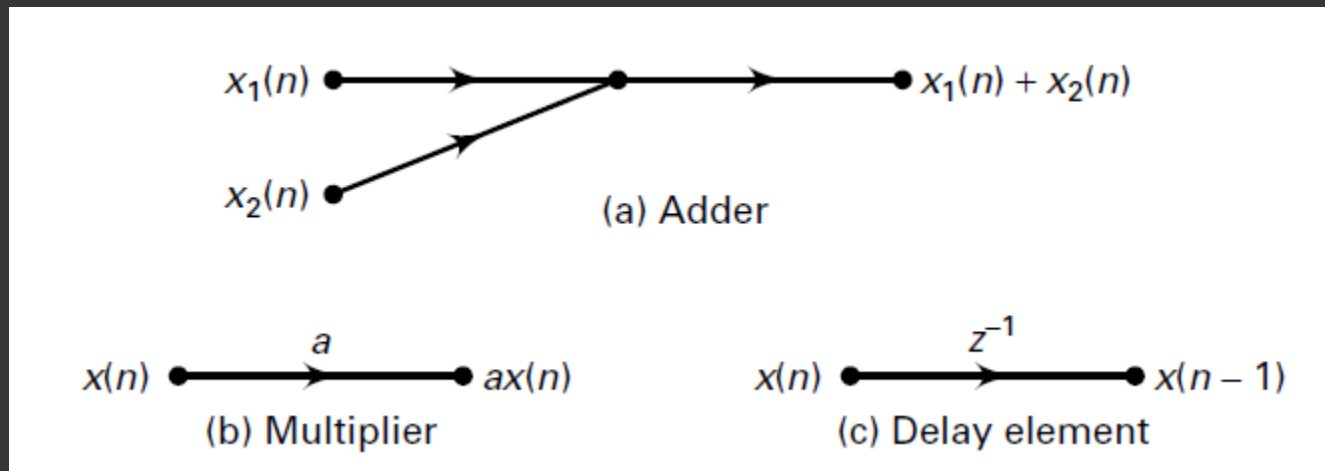 x₁(n)
x₁(n) + x₂(n)
x₂(n)
(a) Adder
a
x(n)
ax(n)
(b) Multiplier
z⁻¹
x(n)
x(n – 1)
(c) Delay element